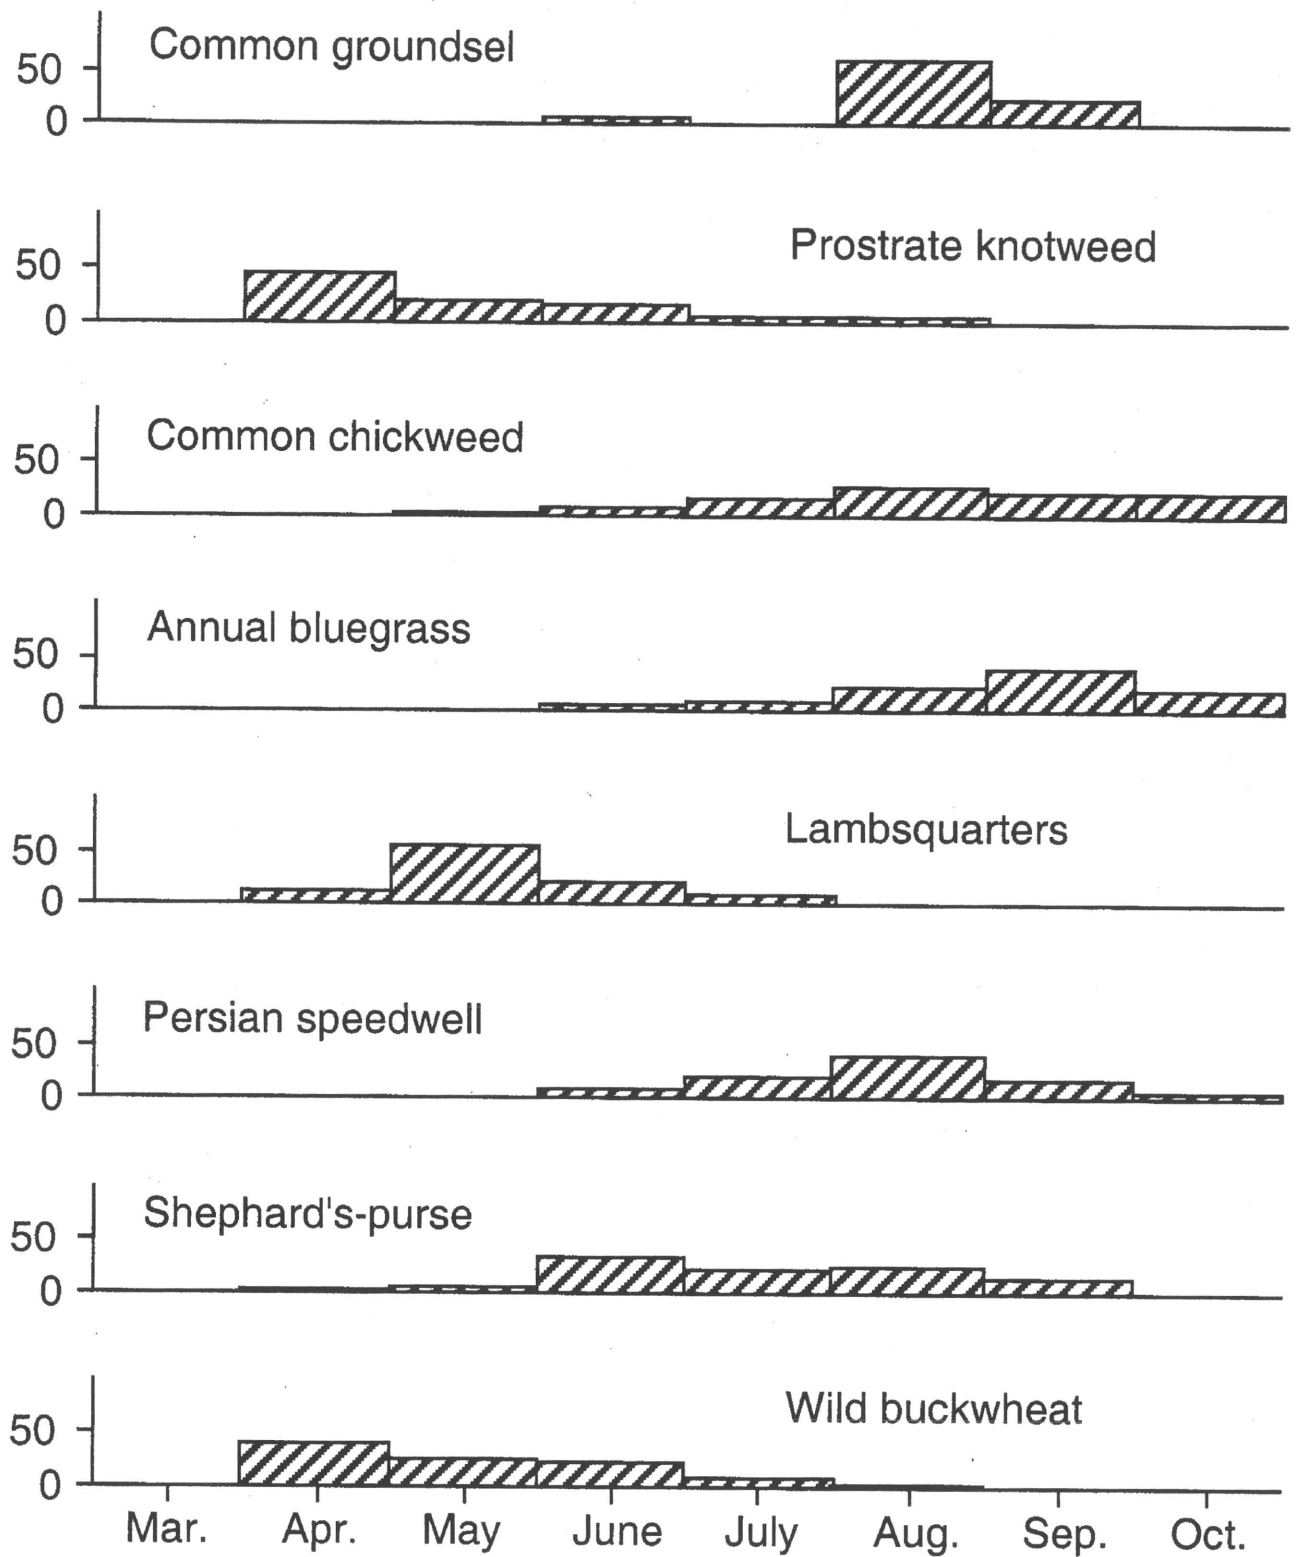 Common groundsel
50
0
Prostrate knotweed
50
0
Common chickweed
50
0
Annual bluegrass
50
0
Lambsquarters
50
0
Persian speedwell
50
0
Shephard's-purse
50
0
Wild buckwheat
50
0
Mar. Apr. May June July Aug. Sep. Oct.